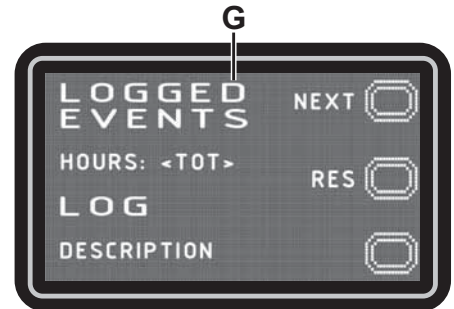 G
LOGGED NEXT
EVENTS
HOURS: <TOT>
RES
LOG
DESCRIPTION